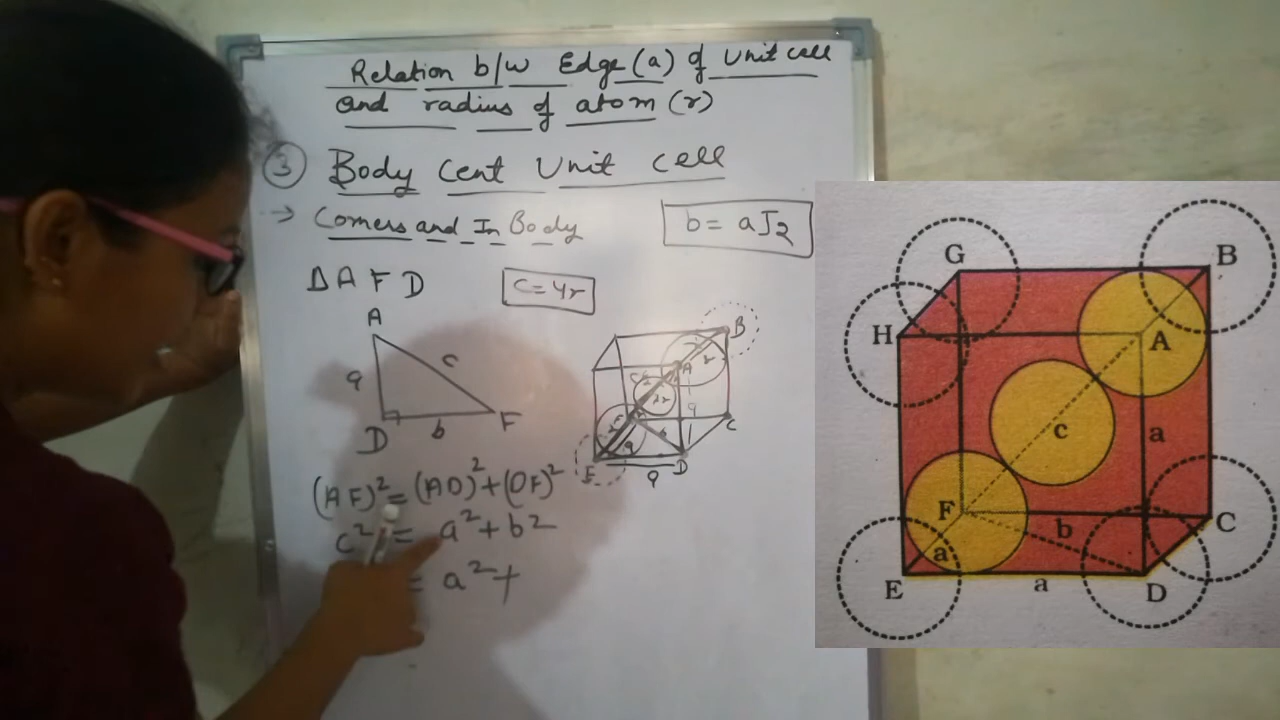 Relation b/w Edge(a) of Unit cell
and radius of atom (r)
3 Body Cent Unit Cell
→ Corners and In Body
b = a√2
Δ A F D
C = 4r
A
a
c
D
b
F
(AF)² = (AD)² + (DF)²
c² = a² + b²
= a² +
B
A
2r
C
E
D
a
G
B
H
A
c
a
F
b
C
a
E
a
D